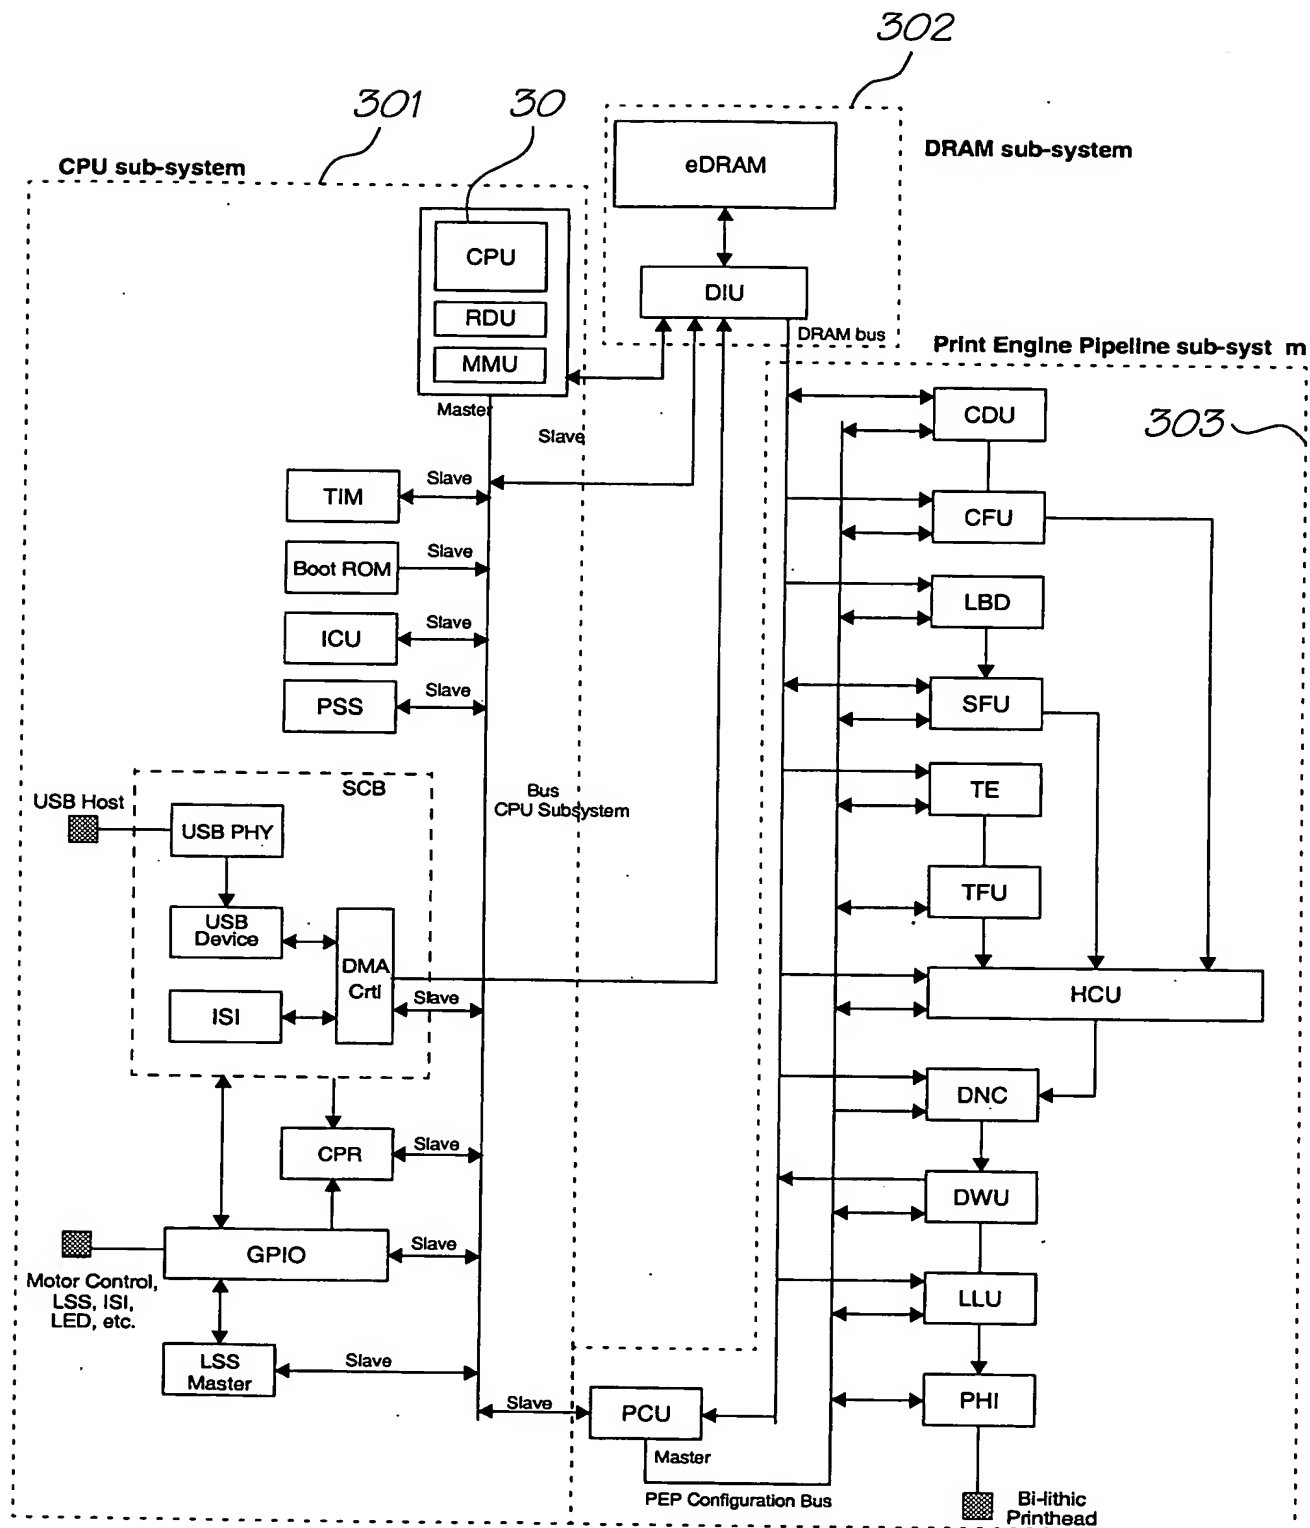 302
301
30
CPU sub-system
DRAM sub-system
eDRAM
CPU
DIU
RDU
DRAM bus
Print Engine Pipeline sub-syst m
MMU
Master
CDU
303
Slave
TIM
Slave
CFU
Boot ROM
Slave
LBD
ICU
Slave
PSS
Slave
SFU
SCB
TE
USB Host
Bus
CPU Subsystem
USB PHY
TFU
USB
Device
DMA
Crtl
HCU
ISI
Slave
DNC
CPR
Slave
DWU
GPIO
Slave
Motor Control,
LSS, ISI,
LED, etc.
LLU
LSS
Master
Slave
PHI
Slave
PCU
Master
PEP Configuration Bus
Bi-lithic
Printhead